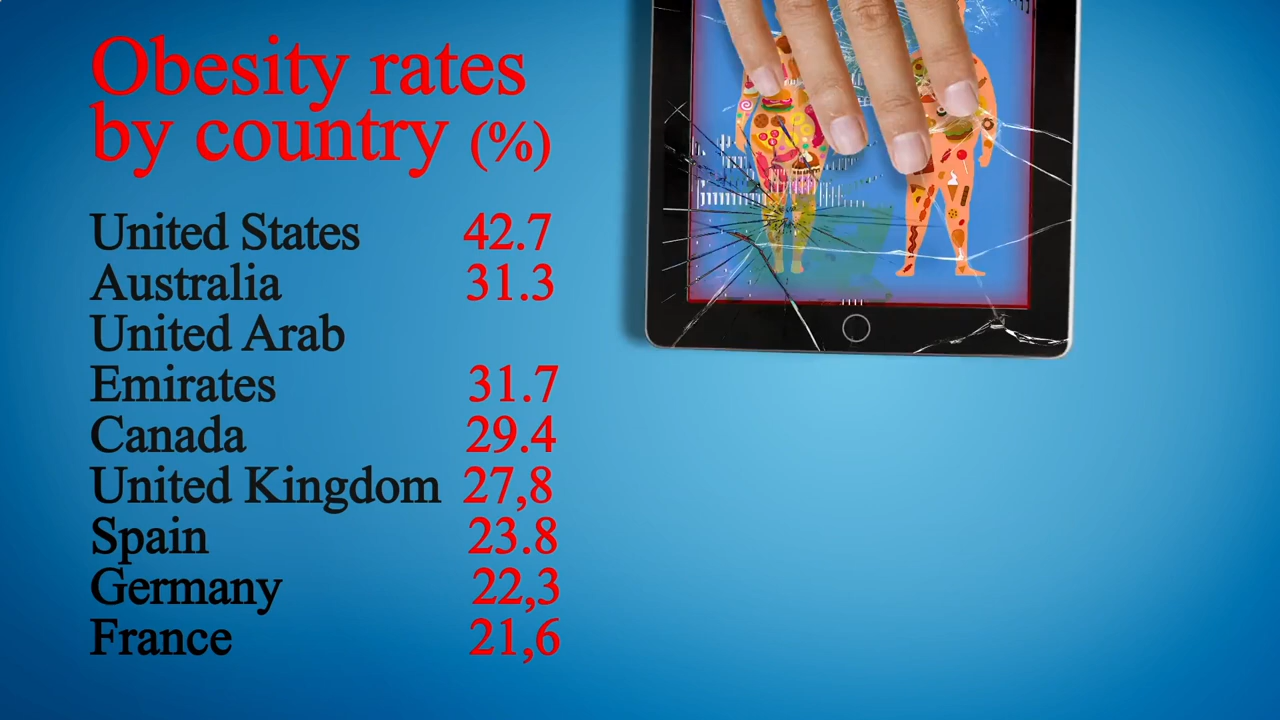 Obesity rates
by country (%)
United States 42.7
Australia 31.3
United Arab
Emirates 31.7
Canada 29.4
United Kingdom 27,8
Spain 23.8
Germany 22,3
France 21,6